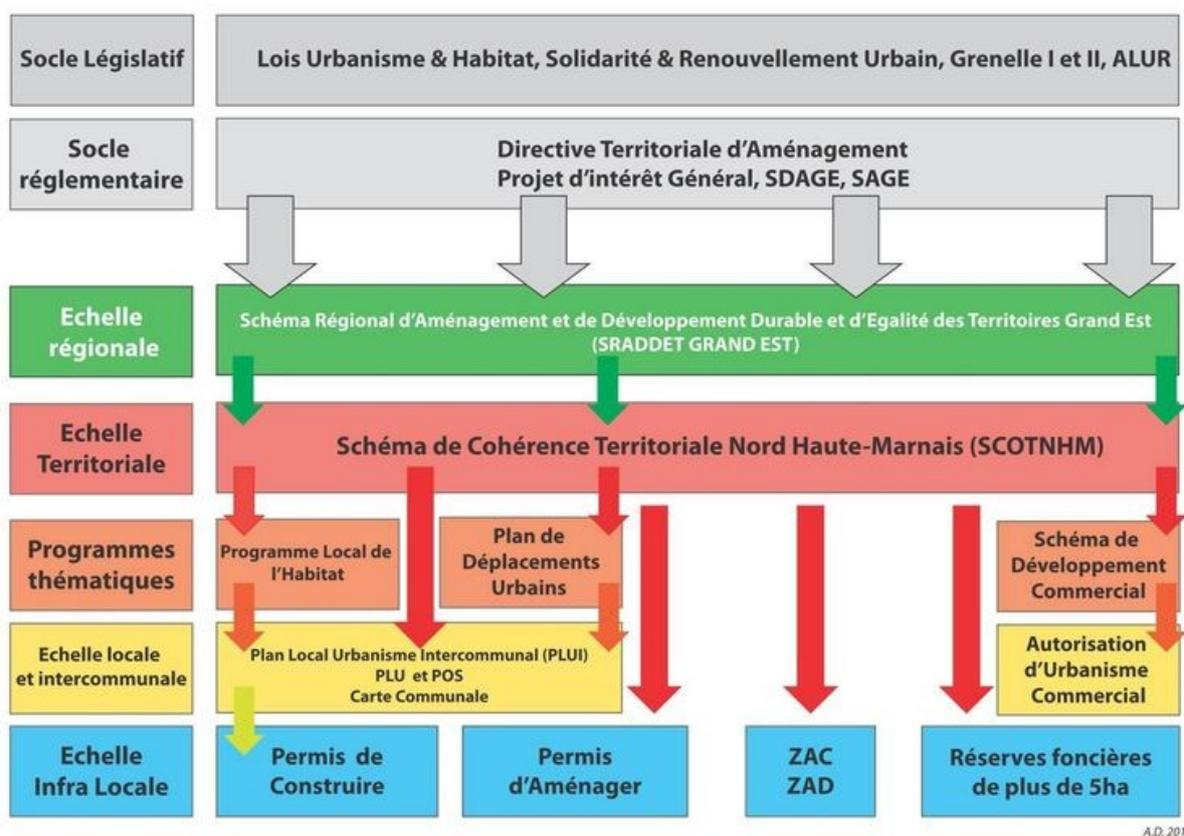 Socle Législatif
Lois Urbanisme & Habitat, Solidarité & Renouvellement Urbain, Grenelle I et II, ALUR
Socle
réglementaire
Directive Territoriale d’Aménagement
Projet d’intérêt Général, SDAGE, SAGE
Echelle
régionale
Schéma Régional d’Aménagement et de Développement Durable et d’Egalité des Territoires Grand Est
(SRADDET GRAND EST)
Echelle
Territoriale
Schéma de Cohérence Territoriale Nord Haute-Marnais (SCOTNHM)
Programmes
thématiques
Programme Local de
l’Habitat
Plan de
Déplacements
Urbains
Schéma de
Développement
Commercial
Echelle locale
et intercommunale
Plan Local Urbanisme Intercommunal (PLUI)
PLU et POS
Carte Communale
Autorisation
d’Urbanisme
Commercial
Echelle
Infra Locale
Permis de
Construire
Permis
d’Aménager
ZAC
ZAD
Réserves foncières
de plus de 5ha
A.D. 201